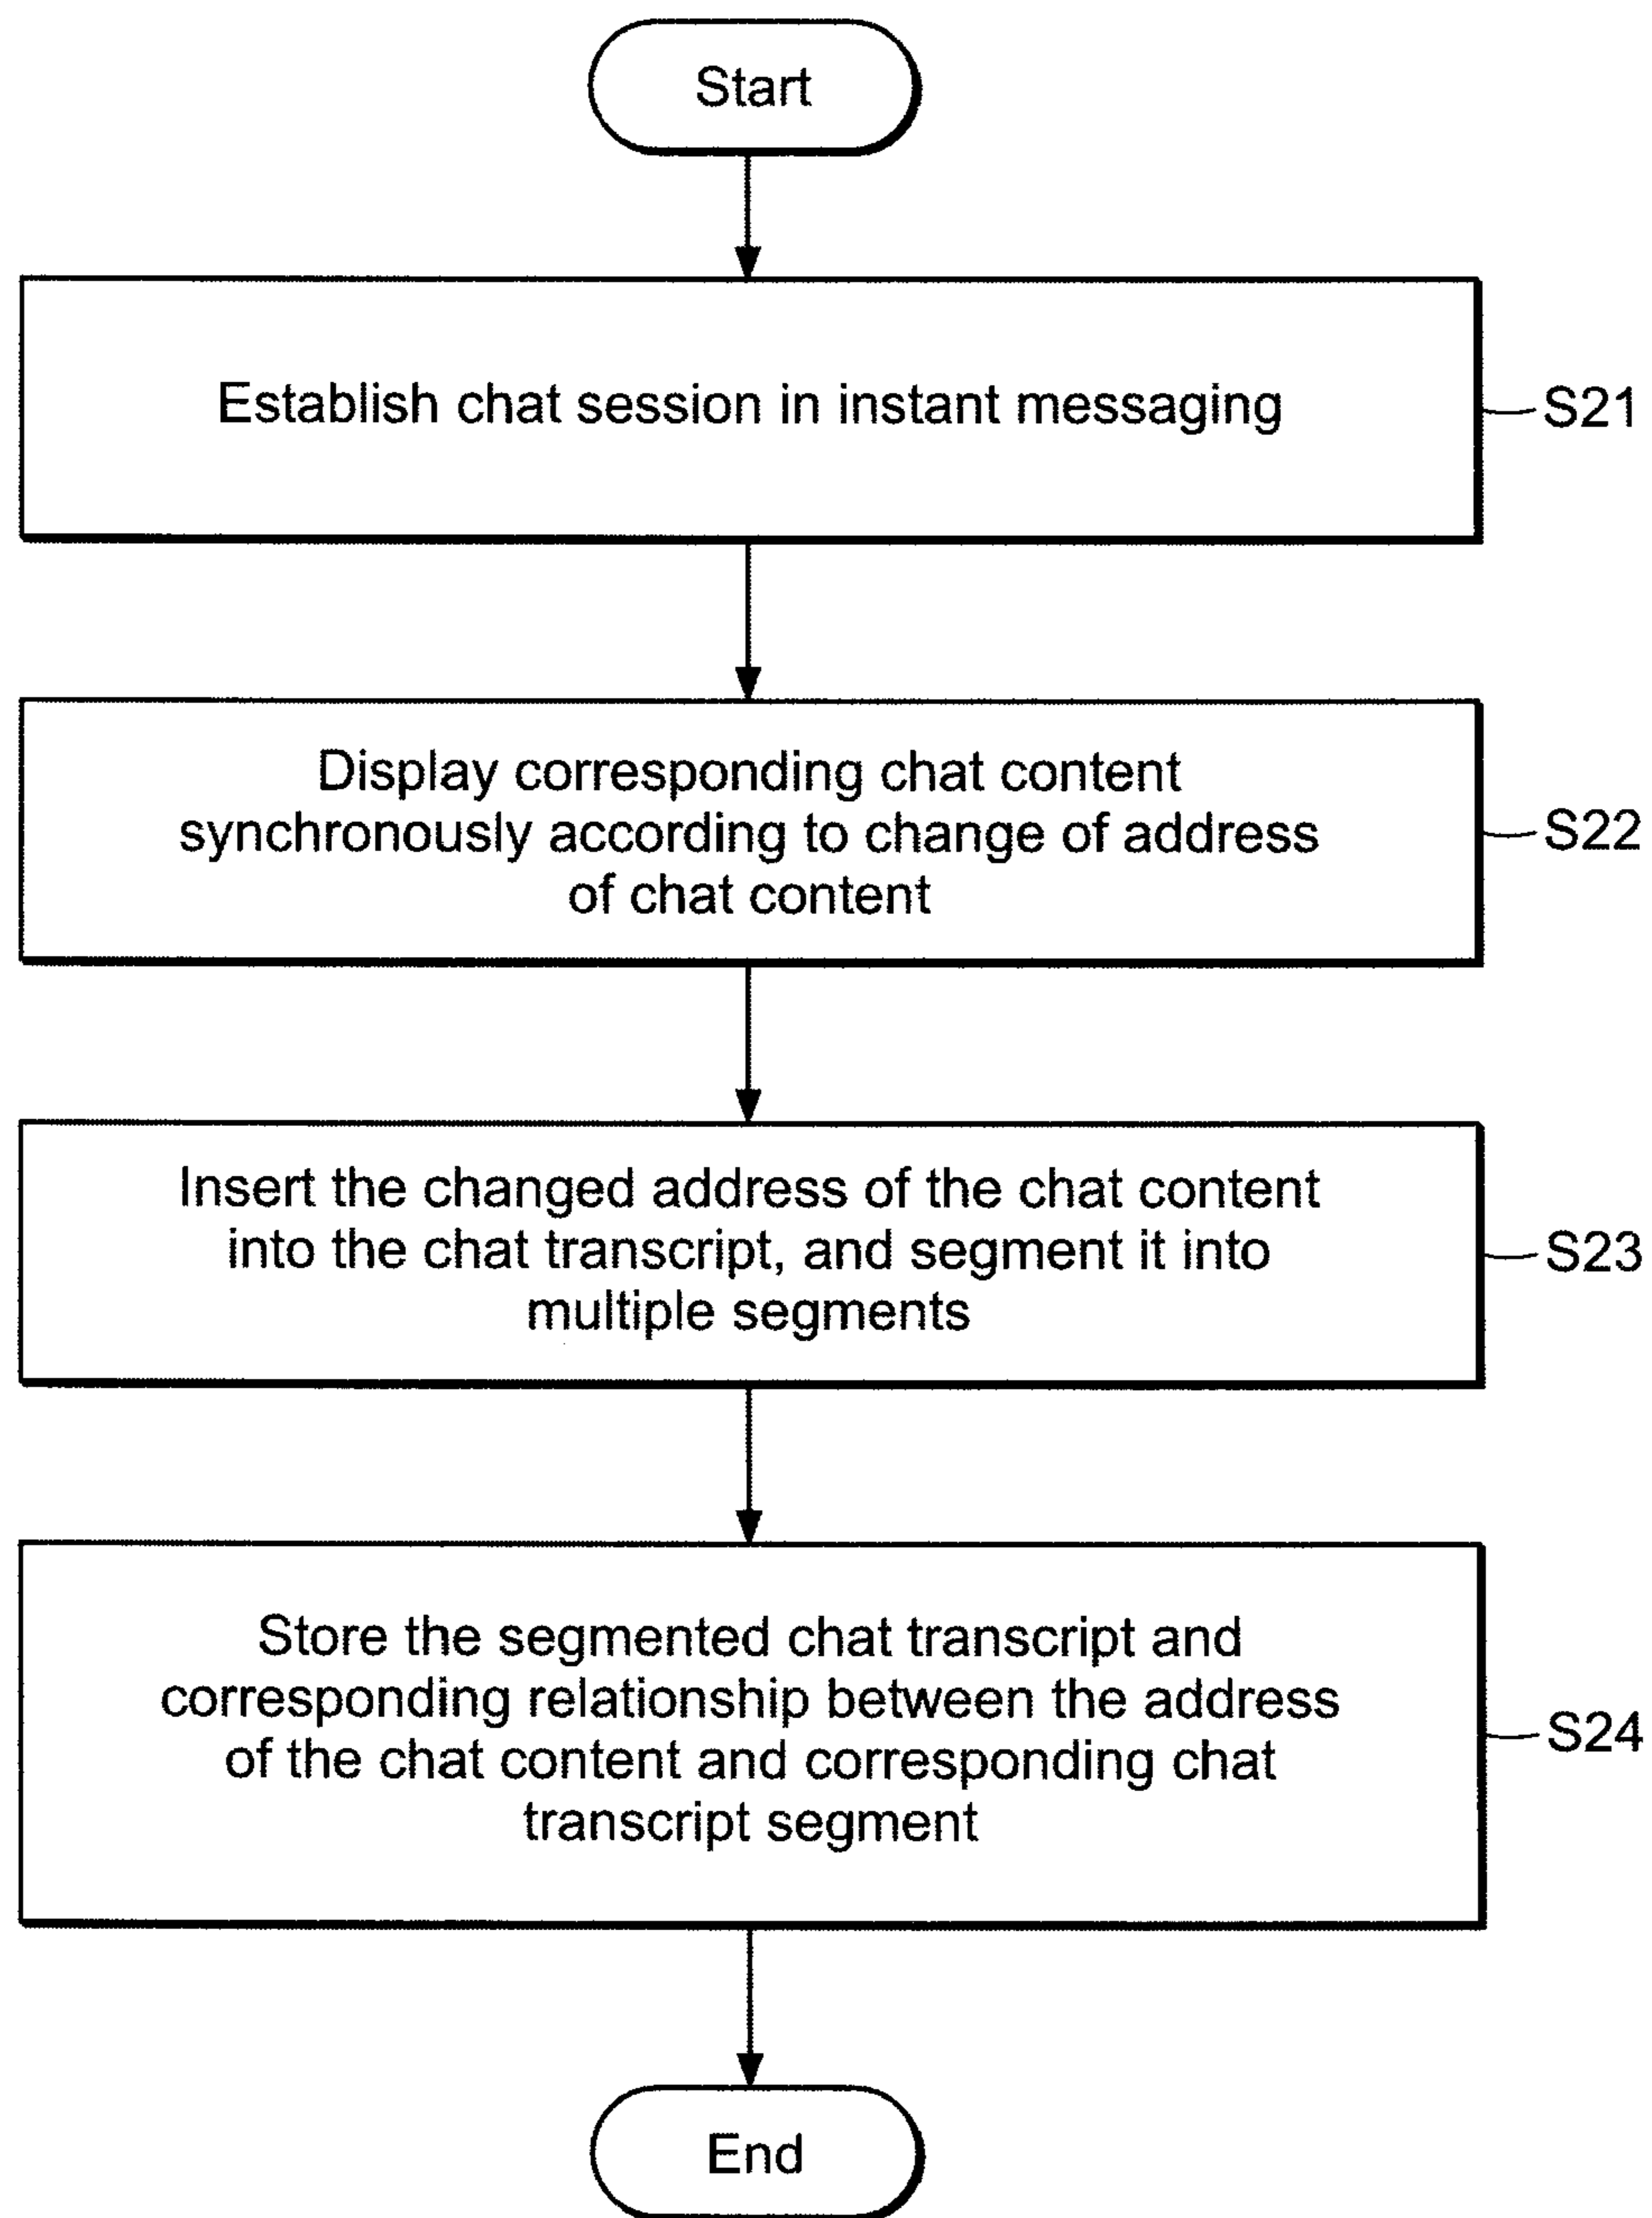 Start
Establish chat session in instant messaging
S21
Display corresponding chat content
synchronously according to change of address
of chat content
S22
Insert the changed address of the chat content
into the chat transcript, and segment it into
multiple segments
S23
Store the segmented chat transcript and
corresponding relationship between the address
of the chat content and corresponding chat
transcript segment
S24
End